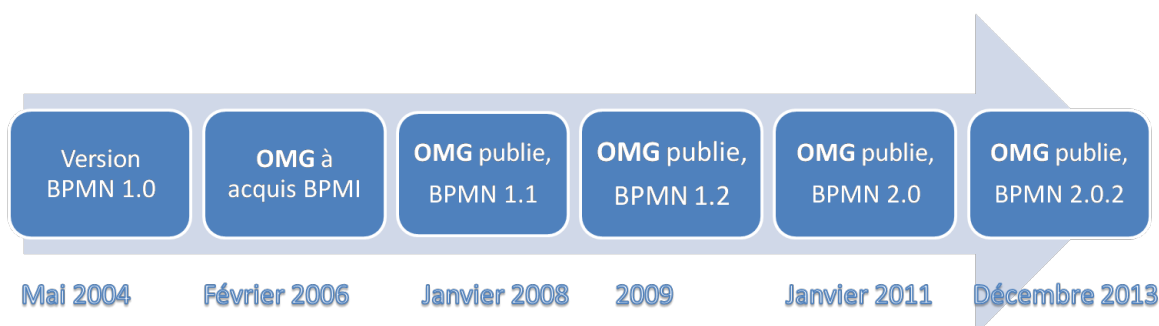 Version
BPMN 1.0
OMG à
acquis BPMI
OMG publie,
BPMN 1.1
OMG publie,
BPMN 1.2
OMG publie,
BPMN 2.0
OMG publie,
BPMN 2.0.2
Mai 2004
Février 2006
Janvier 2008
2009
Janvier 2011
Décembre 2013